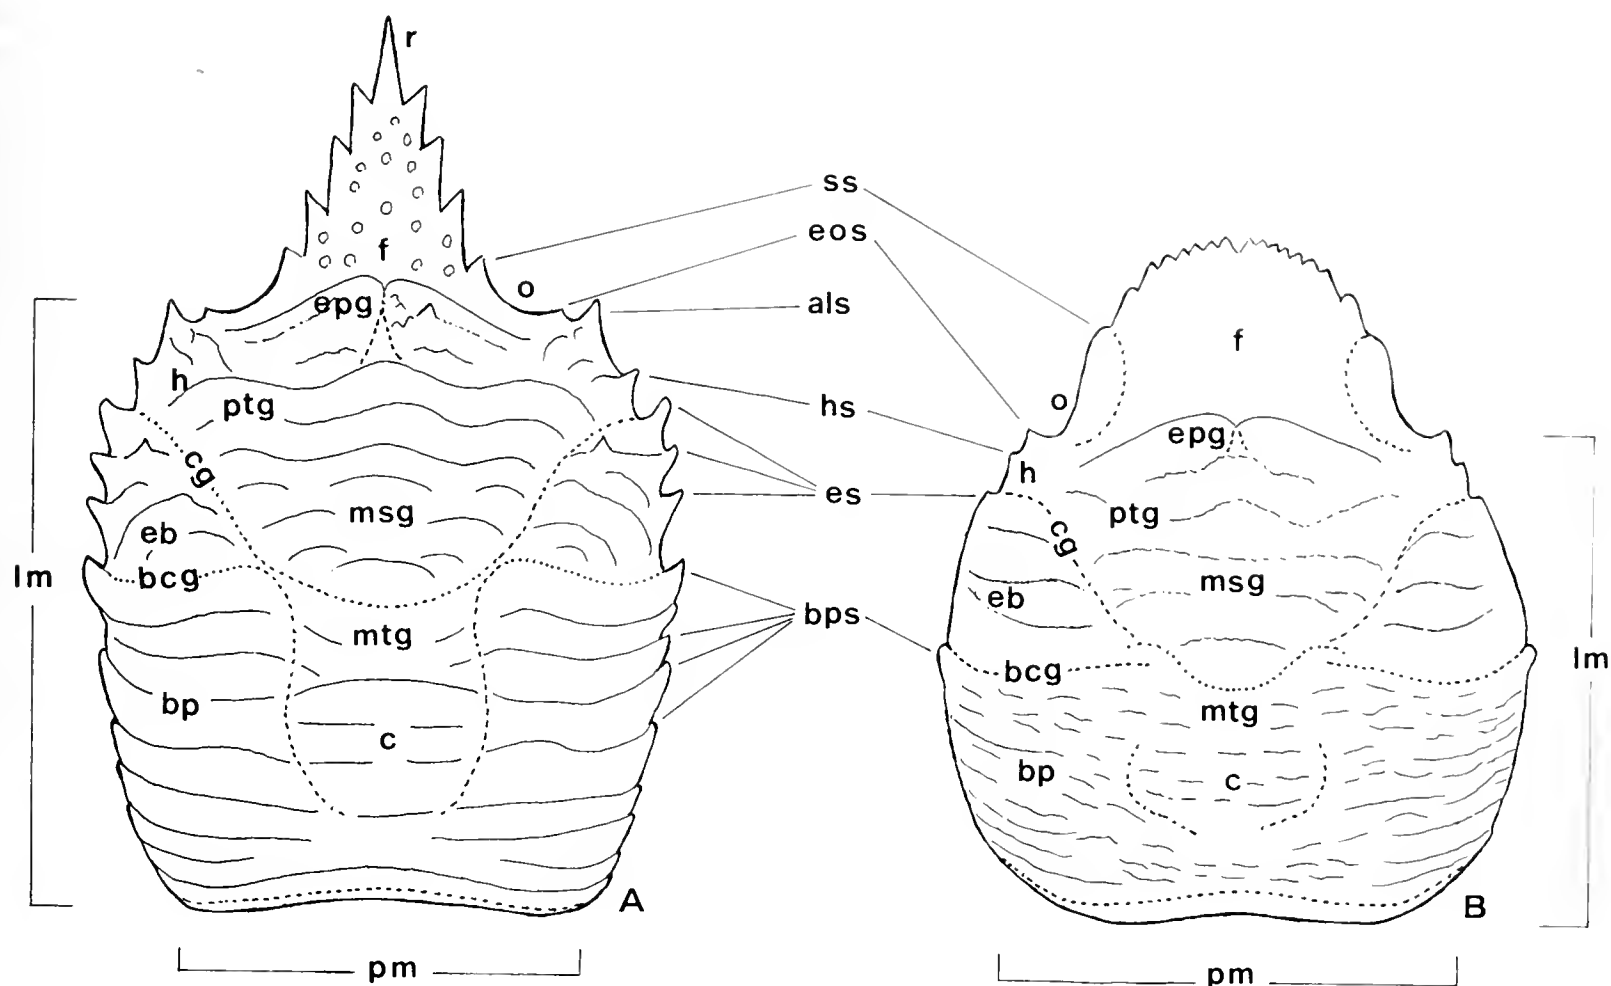 r
ss
eos
f
o
epg
als
f
h
ptg
hs
o
epg
h
cg
es
msg
ptg
cg
eb
bcg
lm
msg
eb
mtg
bps
bcg
lm
bp
mtg
c
bp
c
A
B
pm
pm